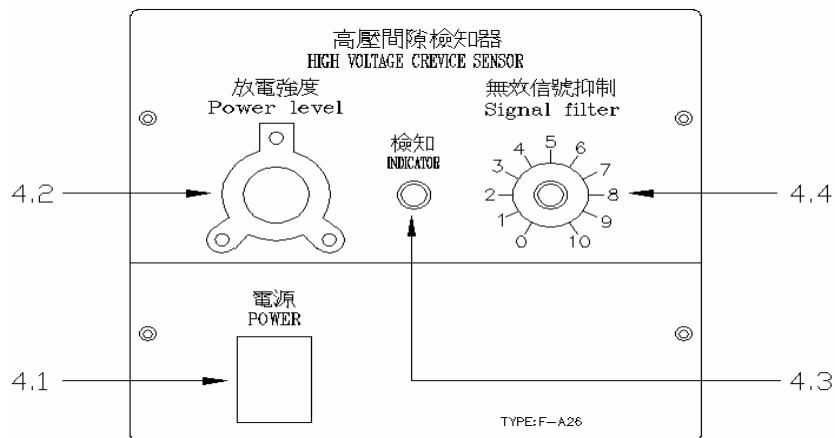 高壓間隙檢知器
HIGH VOLTAGE CREVICE SENSOR
放電強度
Power level
檢知
INDICATOR
無效信號抑制
Signal filter
0 1 2 3 4 5 6 7 8 9 10
4.2
4.4
電源
POWER
4.1
4.3
TYPE:F-A26